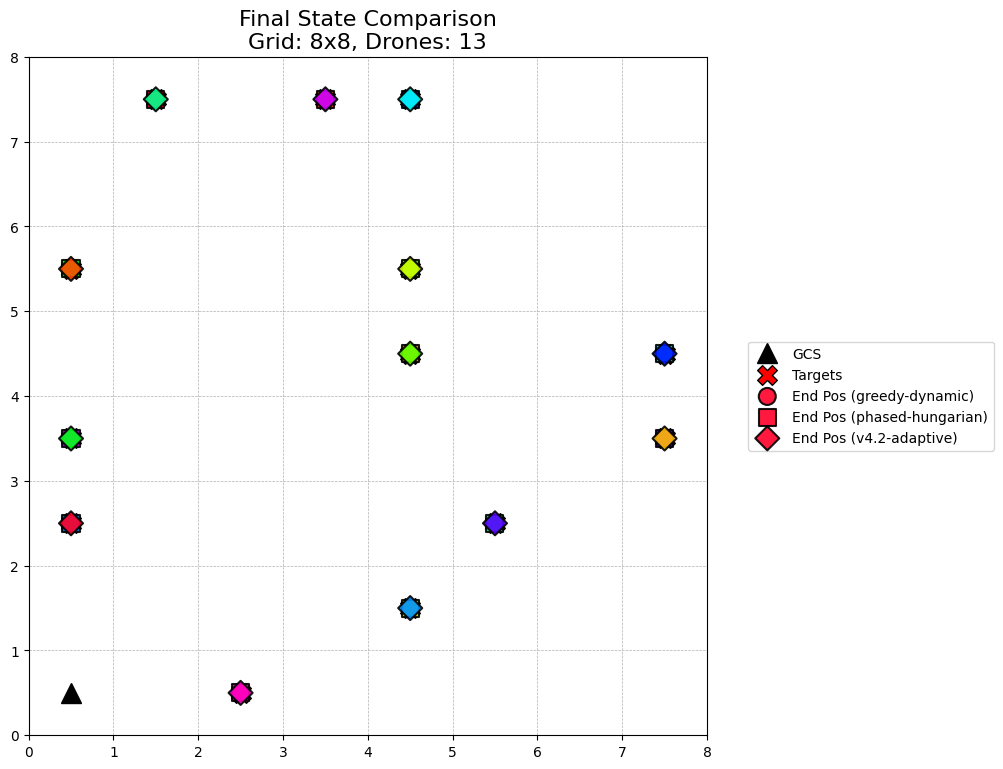 Final State Comparison
Grid: 8x8, Drones: 13
8
7
6
5
4
3
2
1
0
0 1 2 3 4 5 6 7 8
GCS
Targets
End Pos (greedy-dynamic)
End Pos (phased-hungarian)
End Pos (v4.2-adaptive)